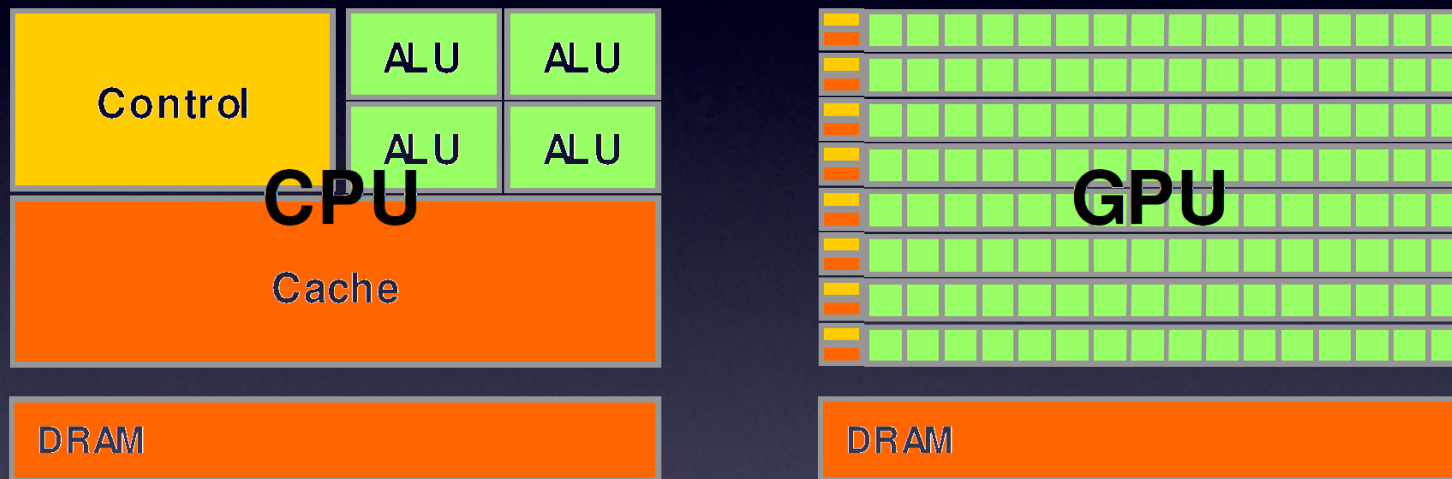 Control
ALU ALU
ALU ALU
CPU
Cache
DRAM
GPU
DRAM